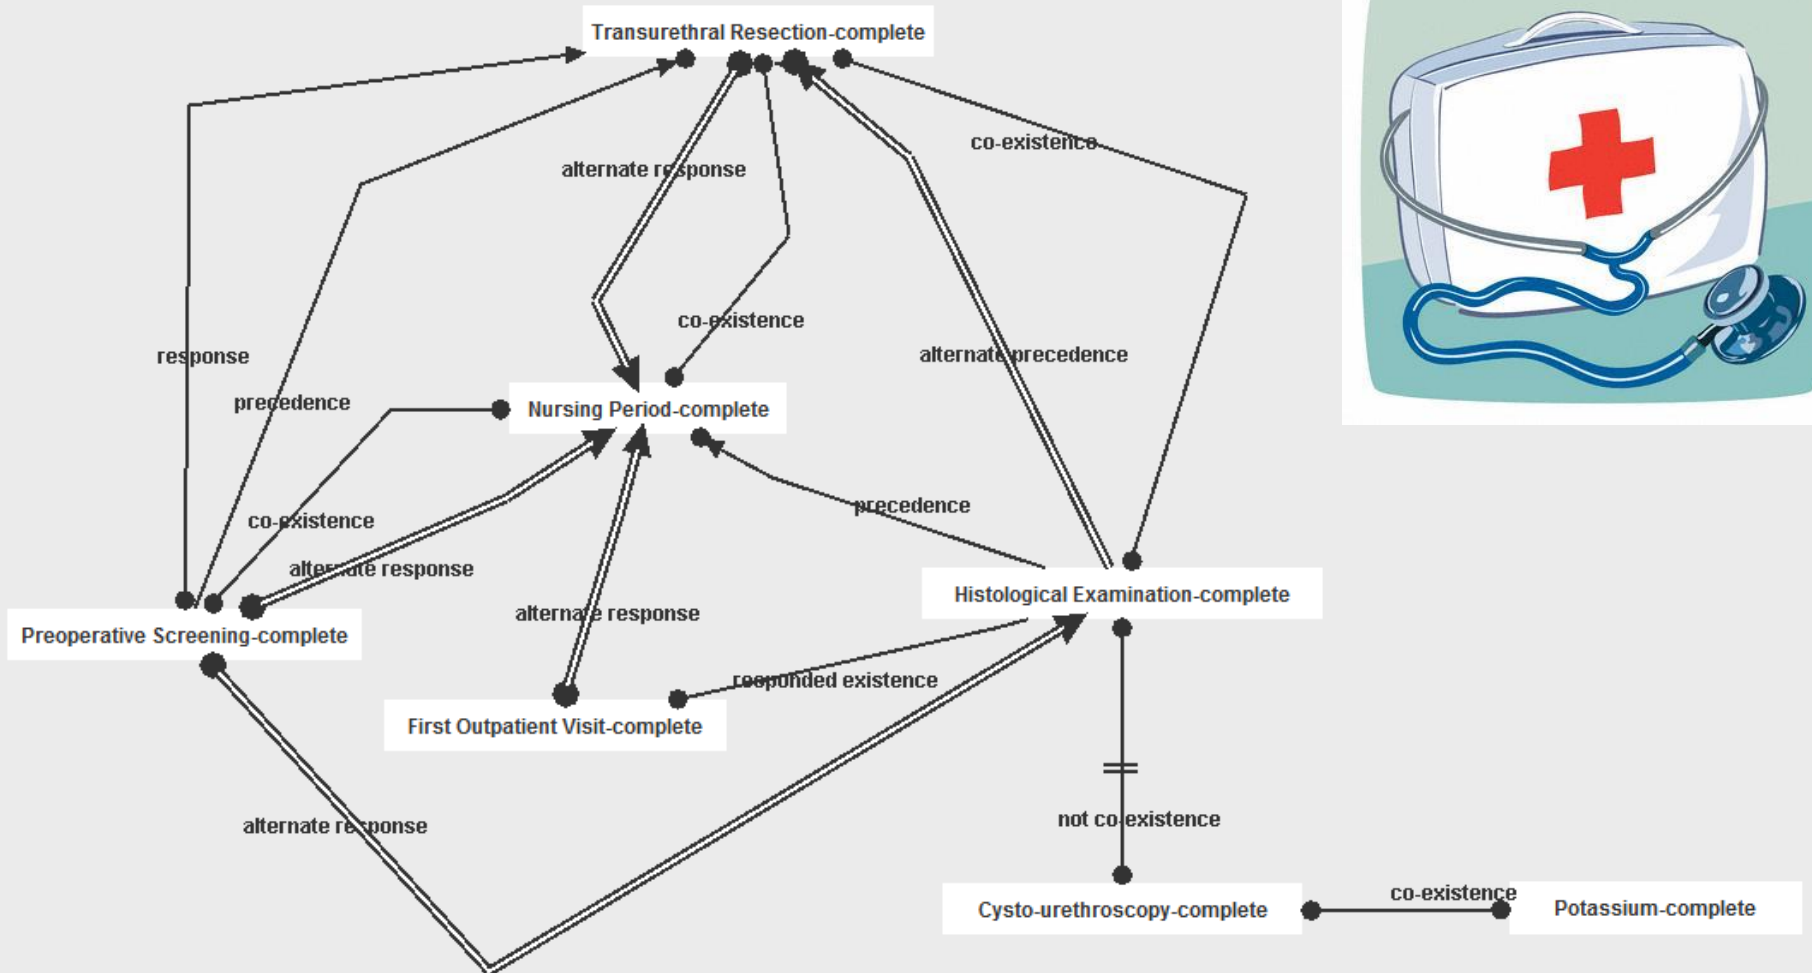 Transurethral Resection-complete
co-existence
alternate response
co-existence
response
alternate precedence
precedence
Nursing Period-complete
precedence
co-existence
alternate response
Histological Examination-complete
alternate response
Preoperative Screening-complete
responded existence
First Outpatient Visit-complete
alternate response
not co-existence
co-existence
Cysto-urethroscopy-complete
Potassium-complete